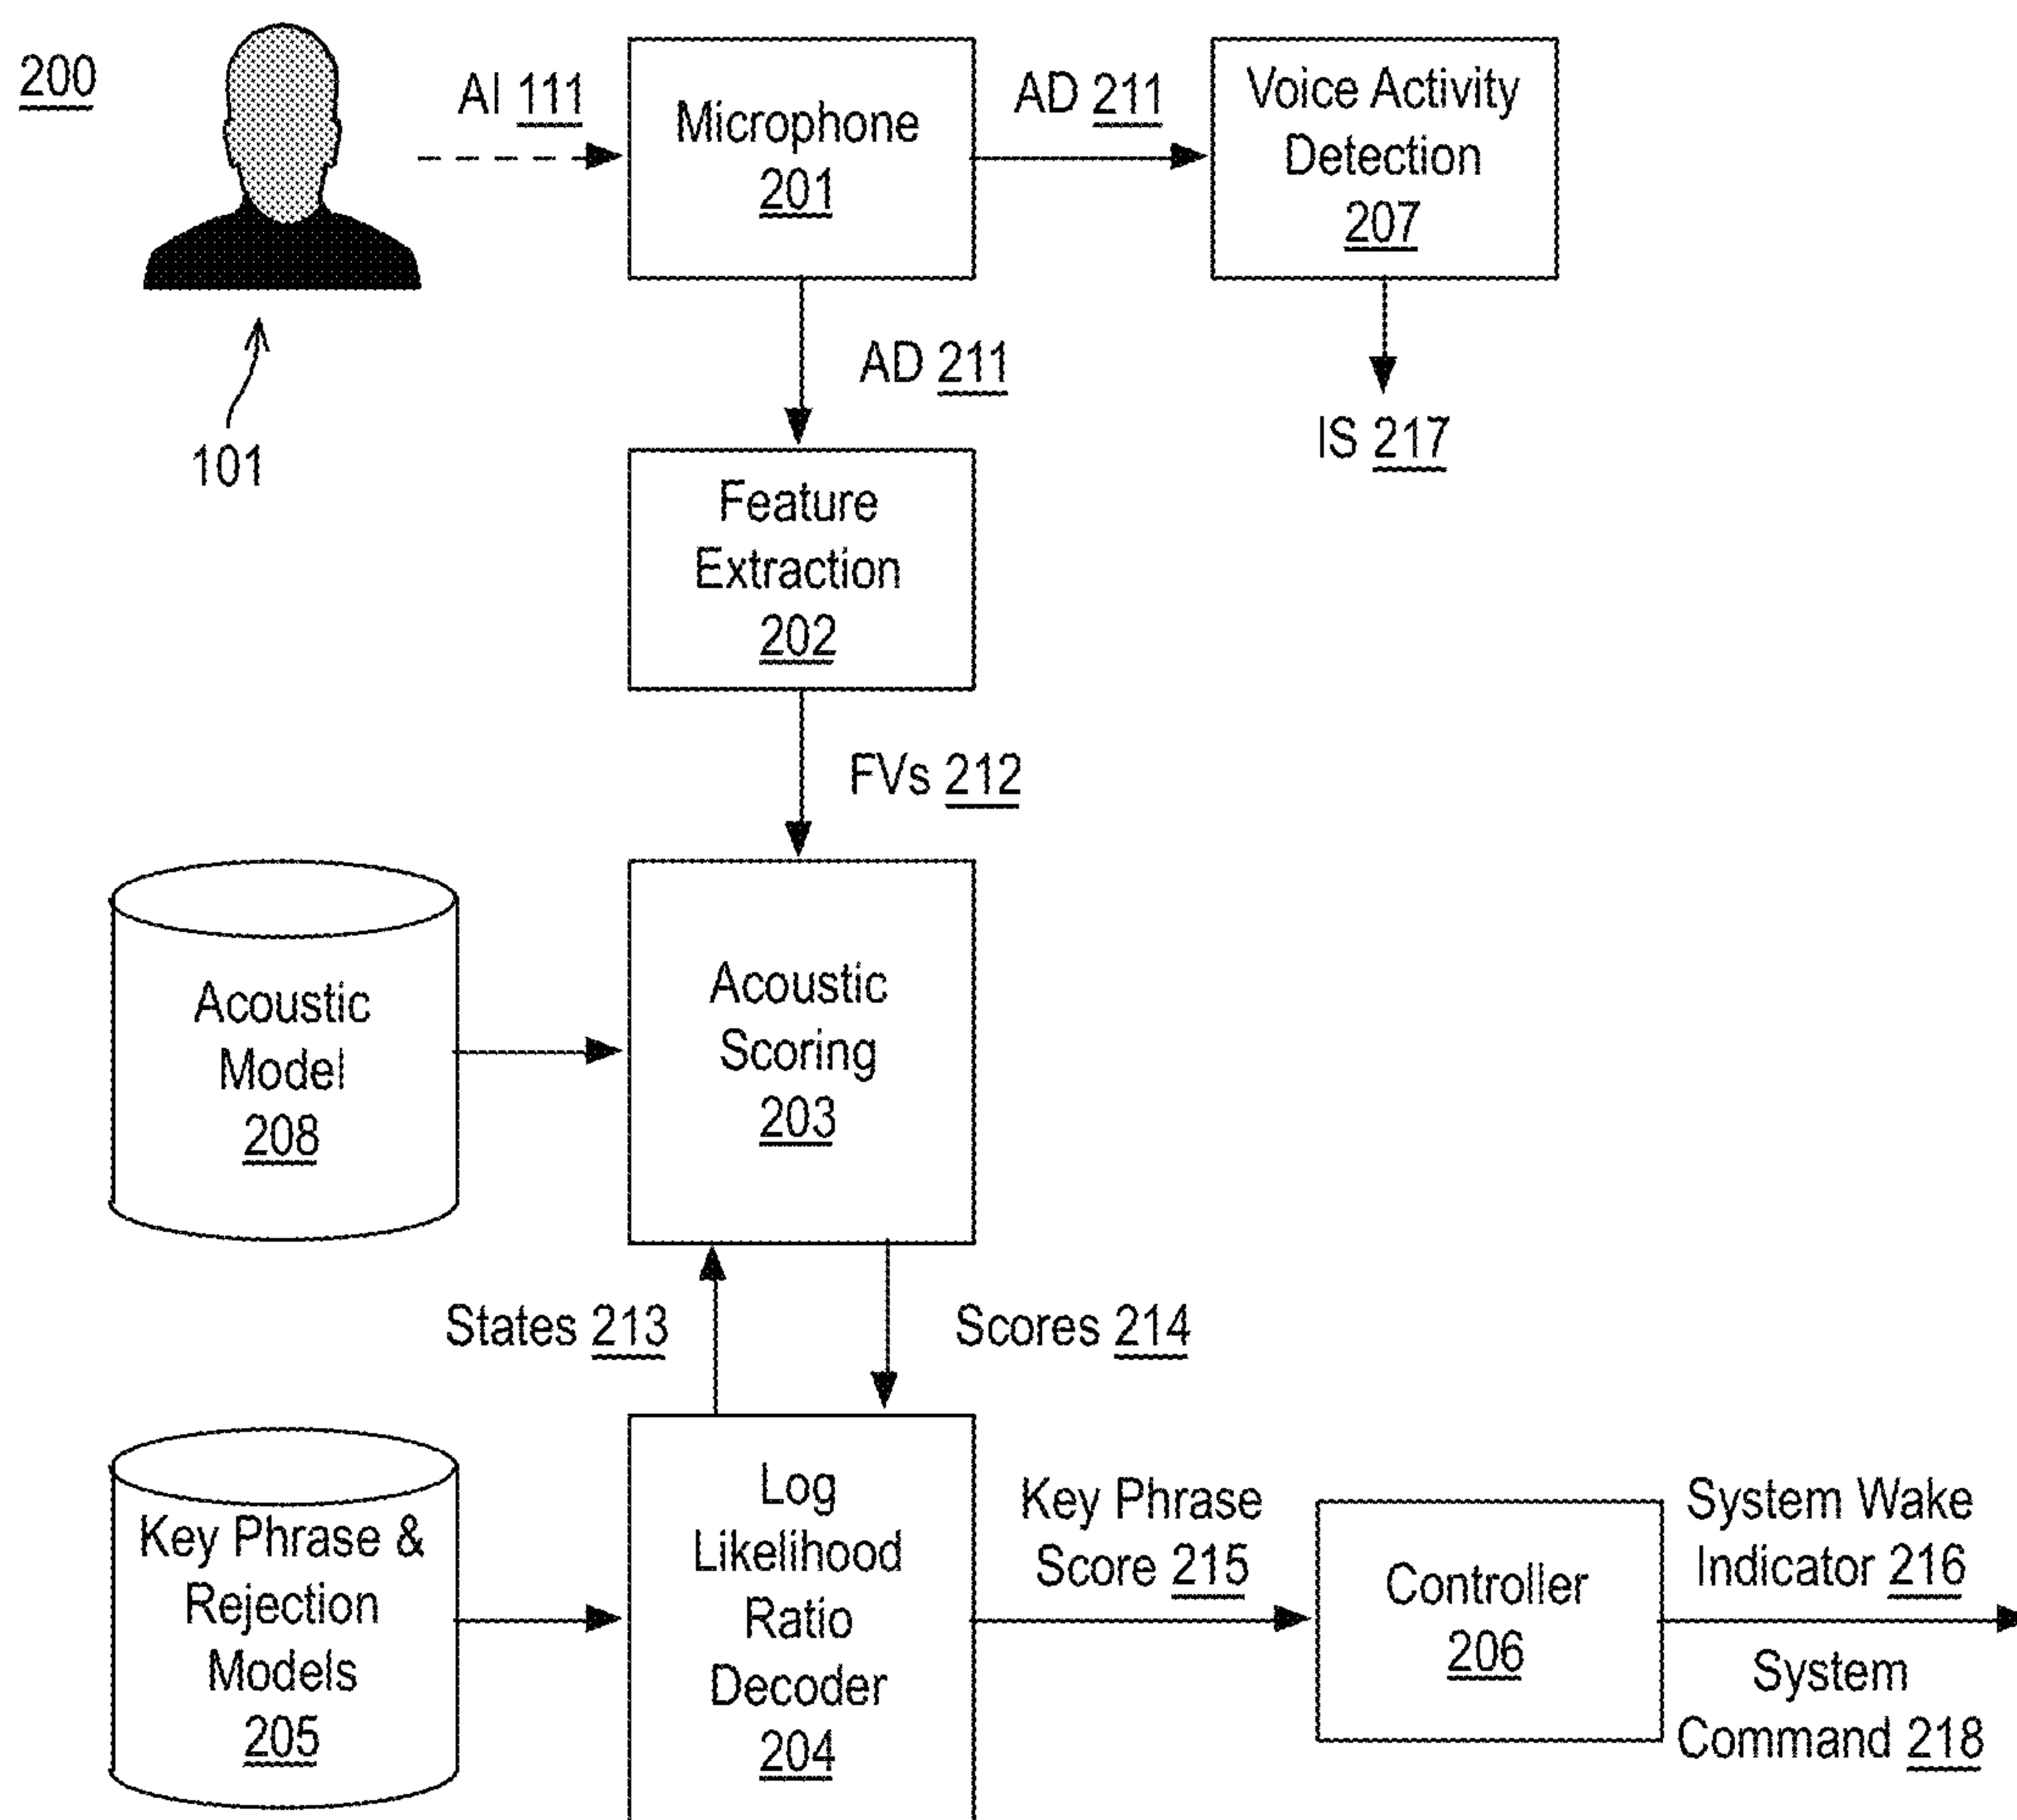 200
AI 111
Microphone
201
AD 211
Voice Activity
Detection
207
101
AD 211
IS 217
Feature
Extraction
202
FVs 212
Acoustic
Model
208
Acoustic
Scoring
203
States 213
Scores 214
Key Phrase &
Rejection
Models
205
Log
Likelihood
Ratio
Decoder
204
Key Phrase
Score 215
Controller
206
System Wake
Indicator 216
System
Command 218